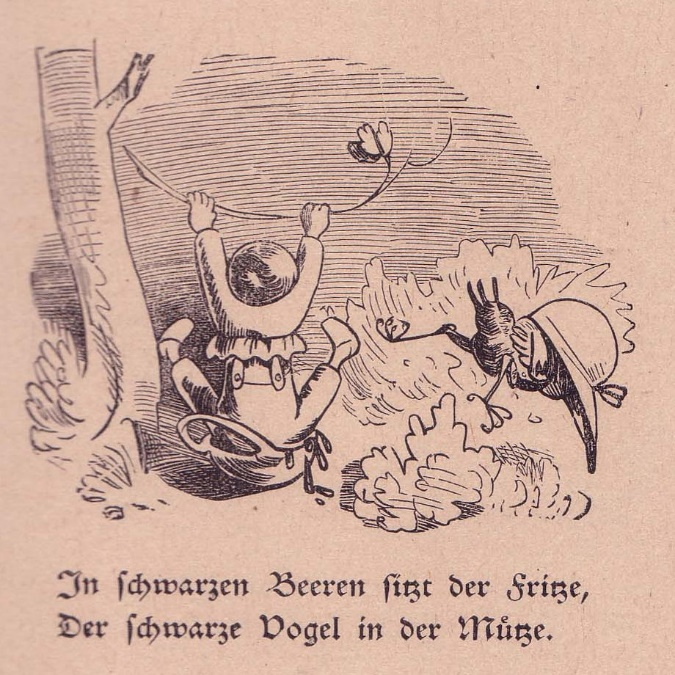 In schwarzen Beeren sitzt der Fritze,
Der schwarze Vogel in der Mütze.